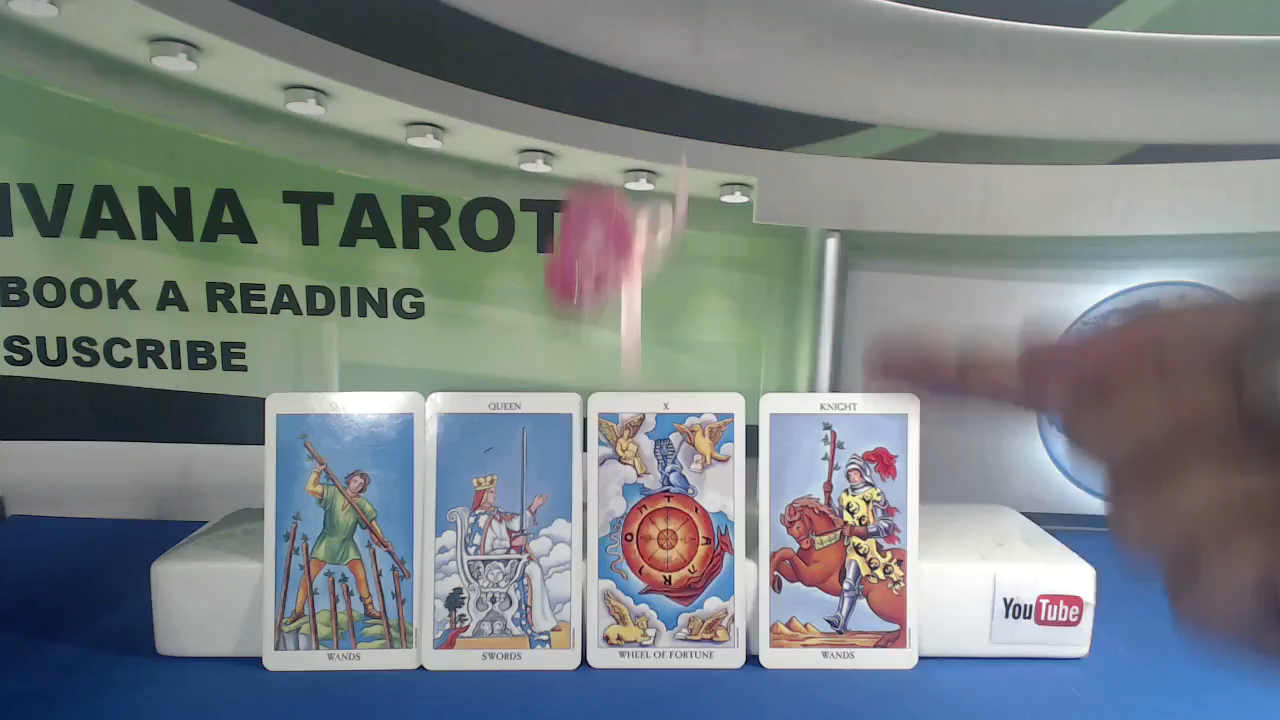 IVANA TAROT
BOOK A READING
SUSCRIBE
QUEEN
X
KNIGHT
WANDS
SWORDS
WHEEL OF FORTUNE
WANDS
YouTube